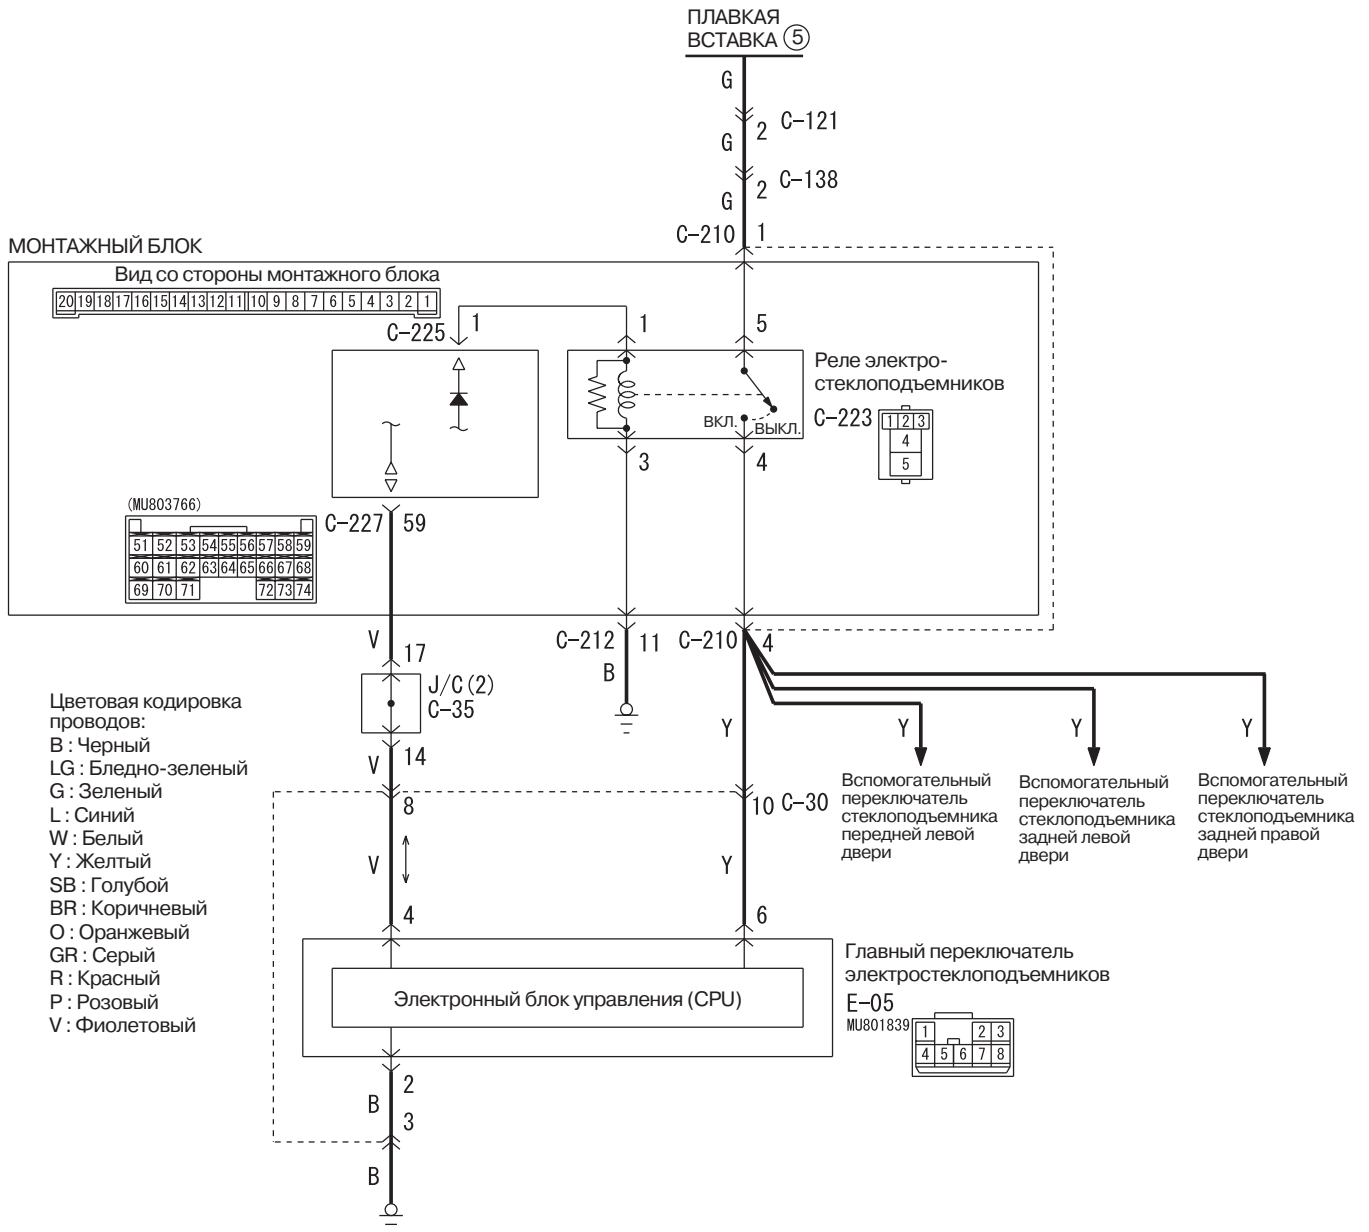 ПЛАВКАЯ
ВСТАВКА ⑤
G
2 C-121
G
2 C-138
G
C-210 1
МОНТАЖНЫЙ БЛОК
Вид со стороны монтажного блока
20 19 18 17 16 15 14 13 12 11 10 9 8 7 6 5 4 3 2 1
C-225 1
1
5
Реле электро-
стеклоподъемников
C-223
1 2 3
4
5
ВКЛ.
ВЫКЛ.
3
4
(MU803766)
51 52 53 54 55 56 57 58 59
60 61 62 63 64 65 66 67 68
69 70 71 72 73 74
C-227 59
V
17
J/C (2)
C-35
14
V
C-212 11
B
C-210 4
Y
Y
Y
Y
Цветовая кодировка
проводов:
B : Черный
LG : Бледно-зеленый
G : Зеленый
L : Синий
W : Белый
Y : Желтый
SB : Голубой
BR : Коричневый
O : Оранжевый
GR : Серый
R : Красный
P : Розовый
V : Фиолетовый
Вспомогательный
переключатель
стеклоподъемника
передней левой
двери
Вспомогательный
переключатель
стеклоподъемника
задней левой
двери
Вспомогательный
переключатель
стеклоподъемника
задней правой
двери
8
10 C-30
V
Y
4
6
Электронный блок управления (CPU)
Главный переключатель
электростеклоподъемников
E-05
MU801839
1 2 3
4 5 6 7 8
2
B
3
B